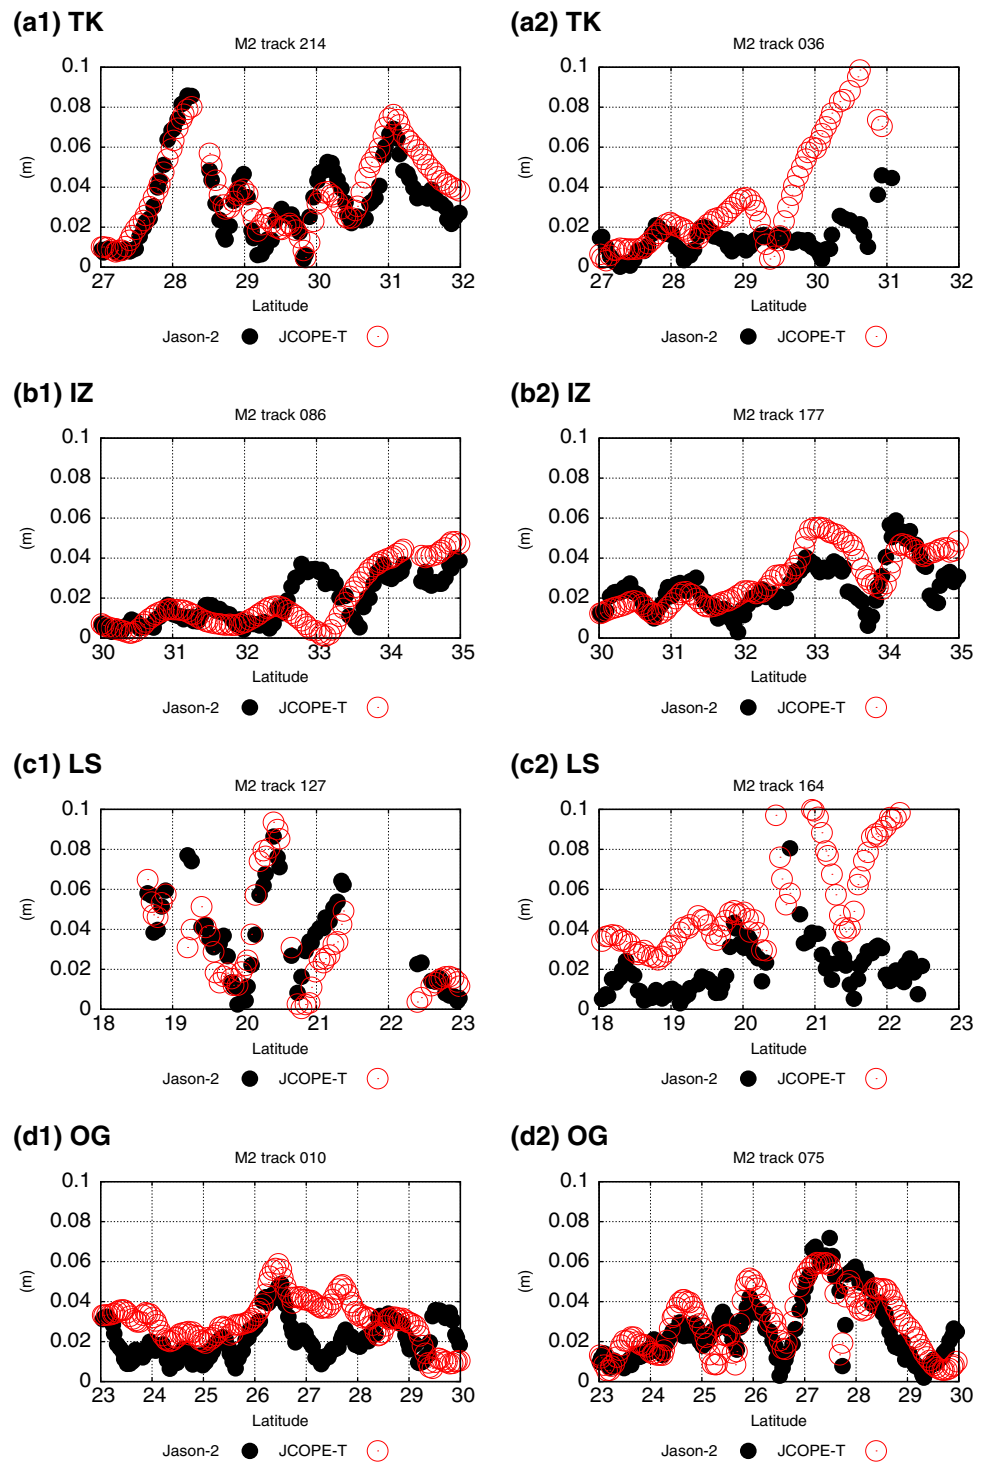 (a1) TK
M2 track 214
0.1
0.08
0.06
0.04
0.02
0
(m)
27 28 29 30 31 32
Latitude
Jason-2 JCOPE-T
(a2) TK
M2 track 036
0.1
0.08
0.06
0.04
0.02
0
(m)
27 28 29 30 31 32
Latitude
Jason-2 JCOPE-T
(b1) IZ
M2 track 086
0.1
0.08
0.06
0.04
0.02
0
(m)
30 31 32 33 34 35
Latitude
Jason-2 JCOPE-T
(b2) IZ
M2 track 177
0.1
0.08
0.06
0.04
0.02
0
(m)
30 31 32 33 34 35
Latitude
Jason-2 JCOPE-T
(c1) LS
M2 track 127
0.1
0.08
0.06
0.04
0.02
0
(m)
18 19 20 21 22 23
Latitude
Jason-2 JCOPE-T
(c2) LS
M2 track 164
0.1
0.08
0.06
0.04
0.02
0
(m)
18 19 20 21 22 23
Latitude
Jason-2 JCOPE-T
(d1) OG
M2 track 010
0.1
0.08
0.06
0.04
0.02
0
(m)
23 24 25 26 27 28 29 30
Latitude
Jason-2 JCOPE-T
(d2) OG
M2 track 075
0.1
0.08
0.06
0.04
0.02
0
(m)
23 24 25 26 27 28 29 30
Latitude
Jason-2 JCOPE-T